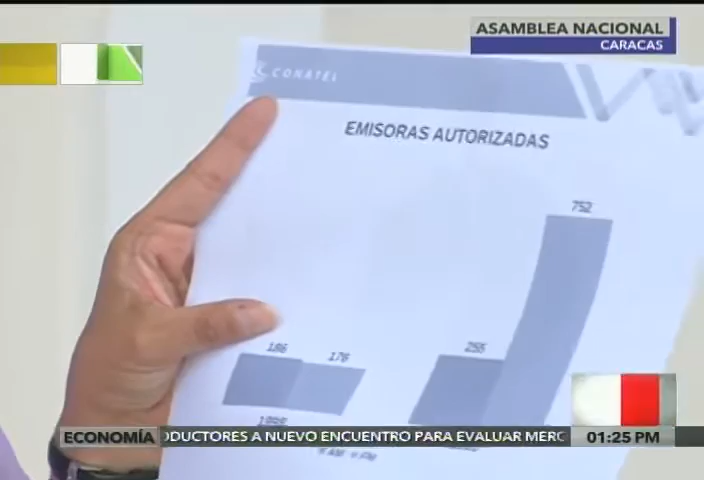 ASAMBLEA NACIONAL
CARACAS
CONATEL
EMISORAS AUTORIZADAS
752
186
176
255
1998
ECONOMÍA
ODUCTORES A NUEVO ENCUENTRO PARA EVALUAR MERC
01:25 PM